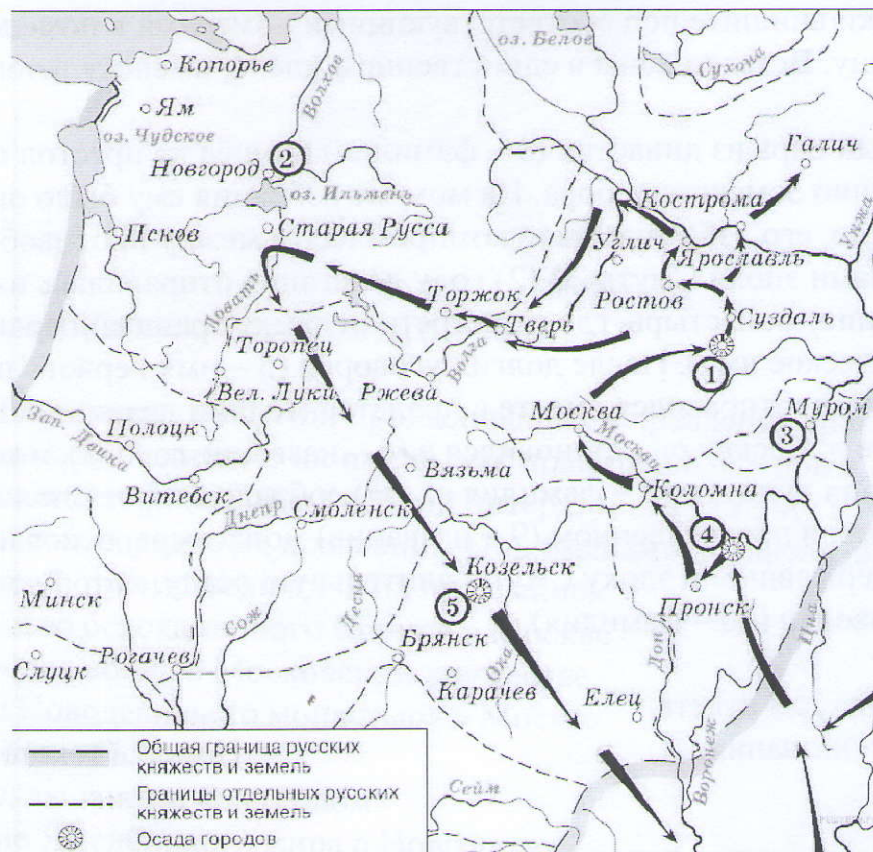 Копорье
Ям
оз. Чудское
Волхов
оз. Белое
Сухона
Новгород
2
оз. Ильмень
Галич
Псков
Старая Русса
Кострома
Унжа
Углич
Ярославль
Ловать
Торжок
Ростов
Тверь
Суздаль
Волга
Торопец
1
Вел. Луки
Ржева
Москва
Муром
Зап. Двина
Полоцк
Москва
3
Вязьма
Витебск
Коломна
Днепр
Смоленск
4
Козельск
Минск
Десна
5
Пронск
Сож
Дон
Слуцк
Рогачев
Брянск
Ока
Карачев
Елец
Воронеж
Сейм
Общая граница русских
княжеств и земель
Границы отдельных русских
княжеств и земель
Осада городов